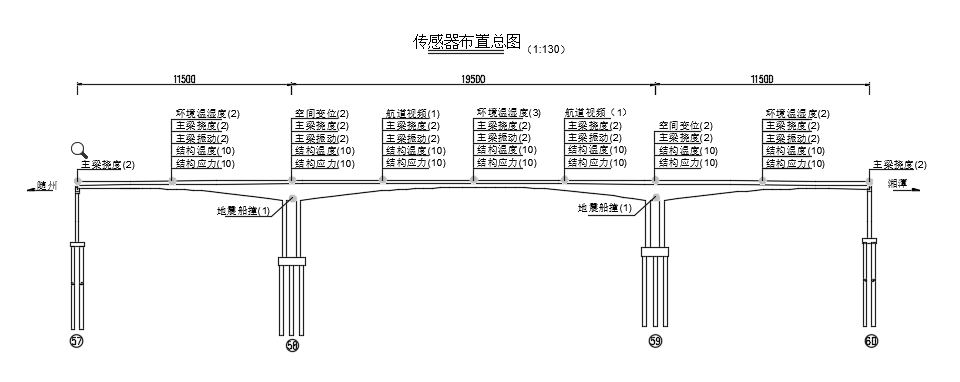 传感器布置总图 (1:130)
11500 19500 11500
环境温湿度(2)
主梁挠度(2)
主梁振动(2)
结构温度(10)
结构应力(10)
空间变位(2)
主梁挠度(2)
主梁振动(2)
结构温度(10)
结构应力(10)
航道视频(1)
主梁挠度(2)
主梁振动(2)
结构温度(10)
结构应力(10)
环境温湿度(3)
主梁挠度(2)
主梁振动(2)
结构温度(10)
结构应力(10)
航道视频(1)
主梁挠度(2)
主梁振动(2)
结构温度(10)
结构应力(10)
空间变位(2)
主梁挠度(2)
主梁振动(2)
结构温度(10)
结构应力(10)
环境温湿度(2)
主梁挠度(2)
主梁振动(2)
结构温度(10)
结构应力(10)
主梁挠度(2)
主梁挠度(2)
随州
湘潭
地震船撞(1)
地震船撞(1)
57 58 59 60